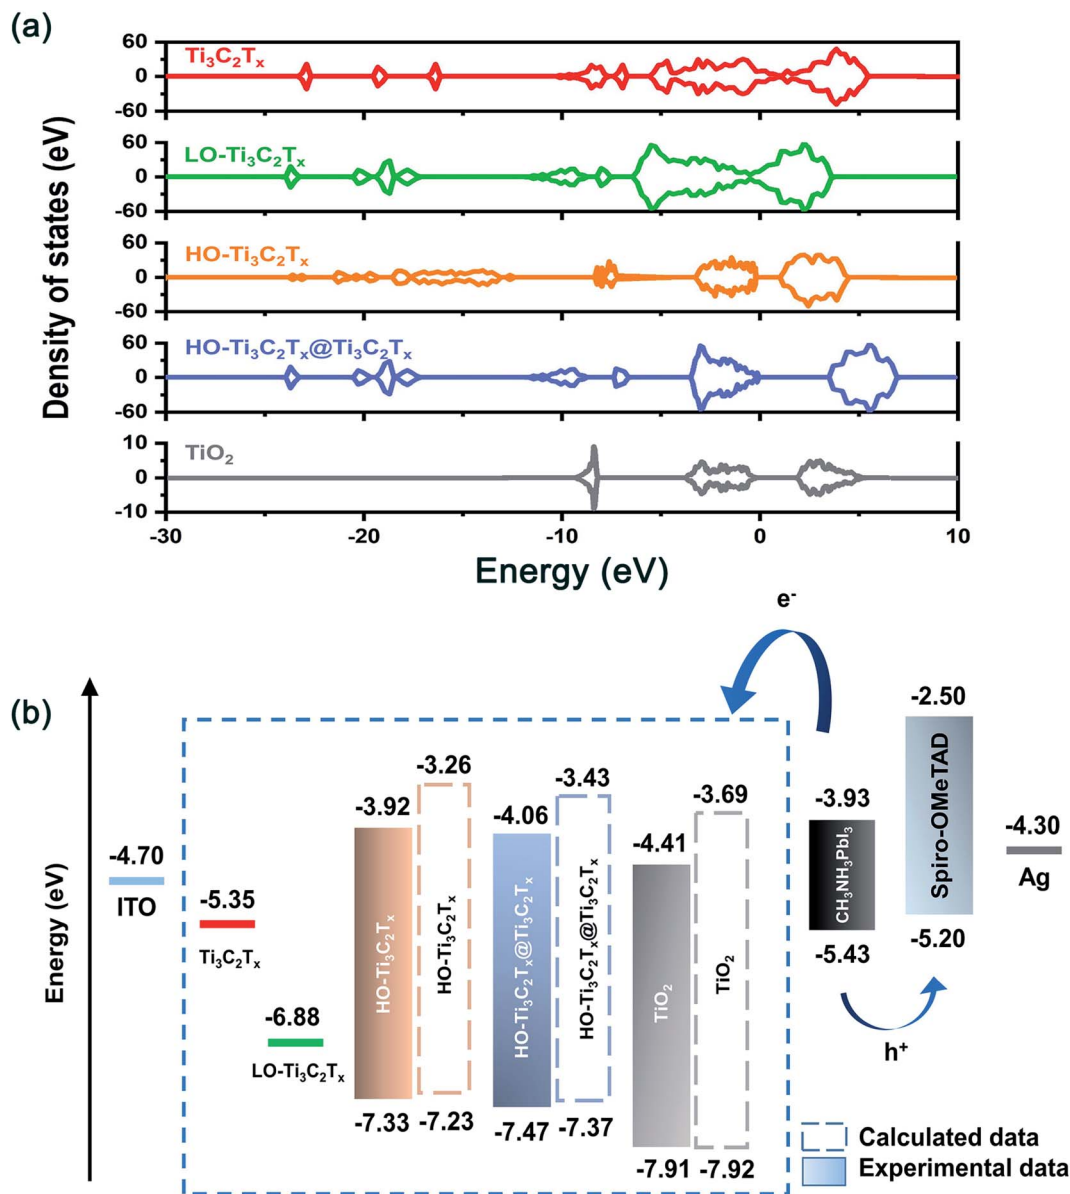 (a)
Density of states (eV)
60
0
-60
Ti₃C₂Tₓ
60
0
-60
LO-Ti₃C₂Tₓ
60
0
-60
HO-Ti₃C₂Tₓ
60
0
-60
HO-Ti₃C₂Tₓ@Ti₃C₂Tₓ
10
0
-10
TiO₂
-30 -20 -10 0 10
Energy (eV)
(b)
Energy (eV)
e⁻
-4.70
ITO
-5.35
Ti₃C₂Tₓ
-6.88
LO-Ti₃C₂Tₓ
-3.92
HO-Ti₃C₂Tₓ
-7.33
-3.26
HO-Ti₃C₂Tₓ
-7.23
-4.06
HO-Ti₃C₂Tₓ@Ti₃C₂Tₓ
-7.47
-3.43
HO-Ti₃C₂Tₓ@Ti₃C₂Tₓ
-7.37
-4.41
TiO₂
-7.91
-3.69
TiO₂
-7.92
-3.93
CH₃NH₃PbI₃
-5.43
-2.50
Spiro-OMeTAD
-5.20
-4.30
Ag
h⁺
Calculated data
Experimental data